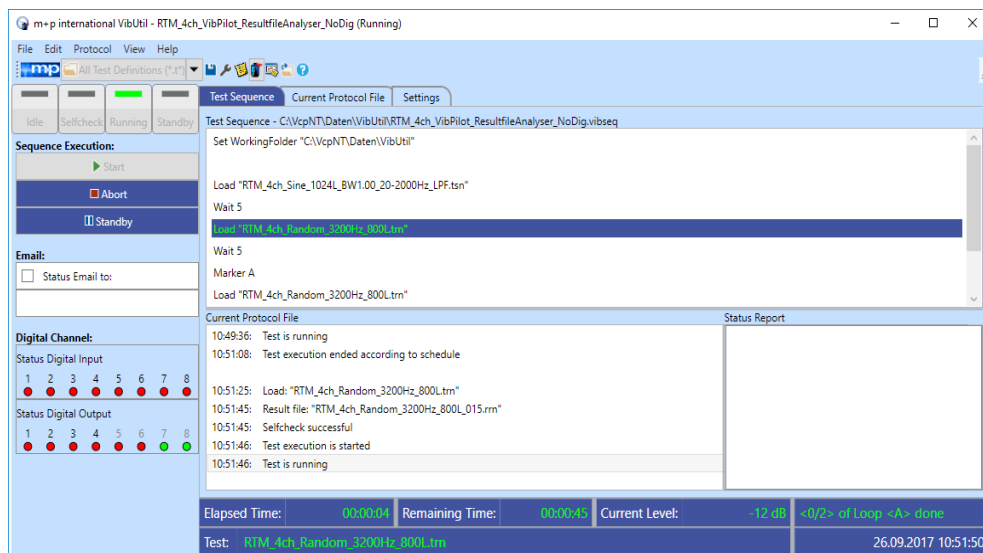 m+p international VibUtil - RTM_4ch_VibPilot_ResultfileAnalyser_NoDig (Running)
File Edit Protocol View Help
mp All Test Definitions (*.t*)
Idle Selfcheck Running Standby
Test Sequence Current Protocol File Settings
Test Sequence - C:\VcpNT\Daten\VibUtil\RTM_4ch_VibPilot_ResultfileAnalyser_NoDig.vibseq
Sequence Execution:
Start
Abort
Standby
Set WorkingFolder "C:\VcpNT\Daten\VibUtil"
Load "RTM_4ch_Sine_1024L_BW1.00_20-2000Hz_LPF.tsn"
Wait 5
Load "RTM_4ch_Random_3200Hz_800L.trn"
Wait 5
Marker A
Load "RTM_4ch_Random_3200Hz_800L.trn"
Email:
Status Email to:
Digital Channel:
Status Digital Input
1 2 3 4 5 6 7 8
Status Digital Output
1 2 3 4 5 6 7 8
Current Protocol File
10:49:36: Test is running
10:51:08: Test execution ended according to schedule
10:51:25: Load: "RTM_4ch_Random_3200Hz_800L.trn"
10:51:45: Result file: "RTM_4ch_Random_3200Hz_800L_015.rrn"
10:51:45: Selfcheck successful
10:51:46: Test execution is started
10:51:46: Test is running
Status Report
Elapsed Time: 00:00:04 Remaining Time: 00:00:45 Current Level: -12 dB <0/2> of Loop <A> done
Test: RTM_4ch_Random_3200Hz_800L.trn 26.09.2017 10:51:50